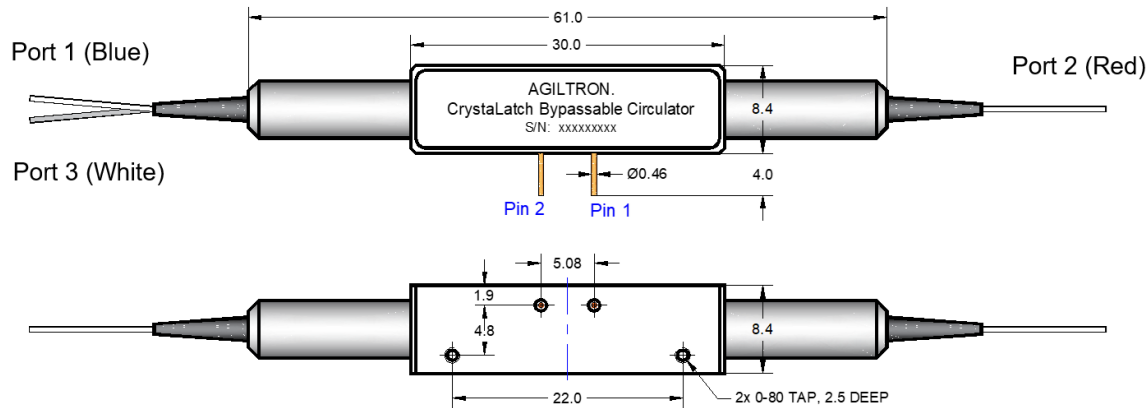 61.0
Port 1 (Blue)
30.0
Port 2 (Red)
AGILTRON.
CrystaLatch Bypassable Circulator
S/N: xxxxxxxxx
8.4
Port 3 (White)
Ø0.46
4.0
Pin 2
Pin 1
5.08
1.9
4.8
8.4
22.0
2x 0-80 TAP, 2.5 DEEP